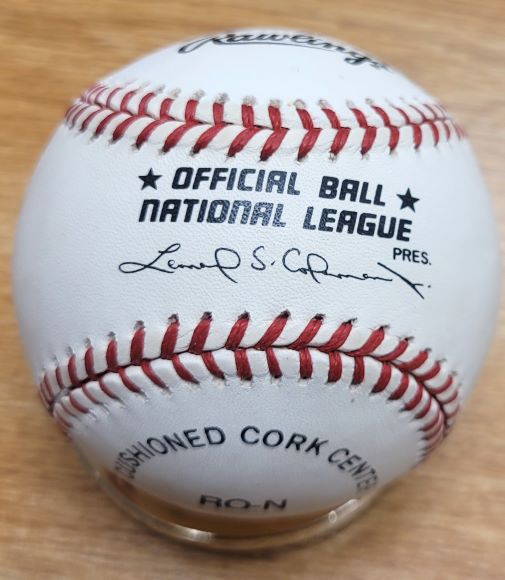 Rawlings
★ OFFICIAL BALL ★
NATIONAL LEAGUE
PRES.
Leonard S. Coleman Jr.
CUSHIONED CORK CENTER
RO-N